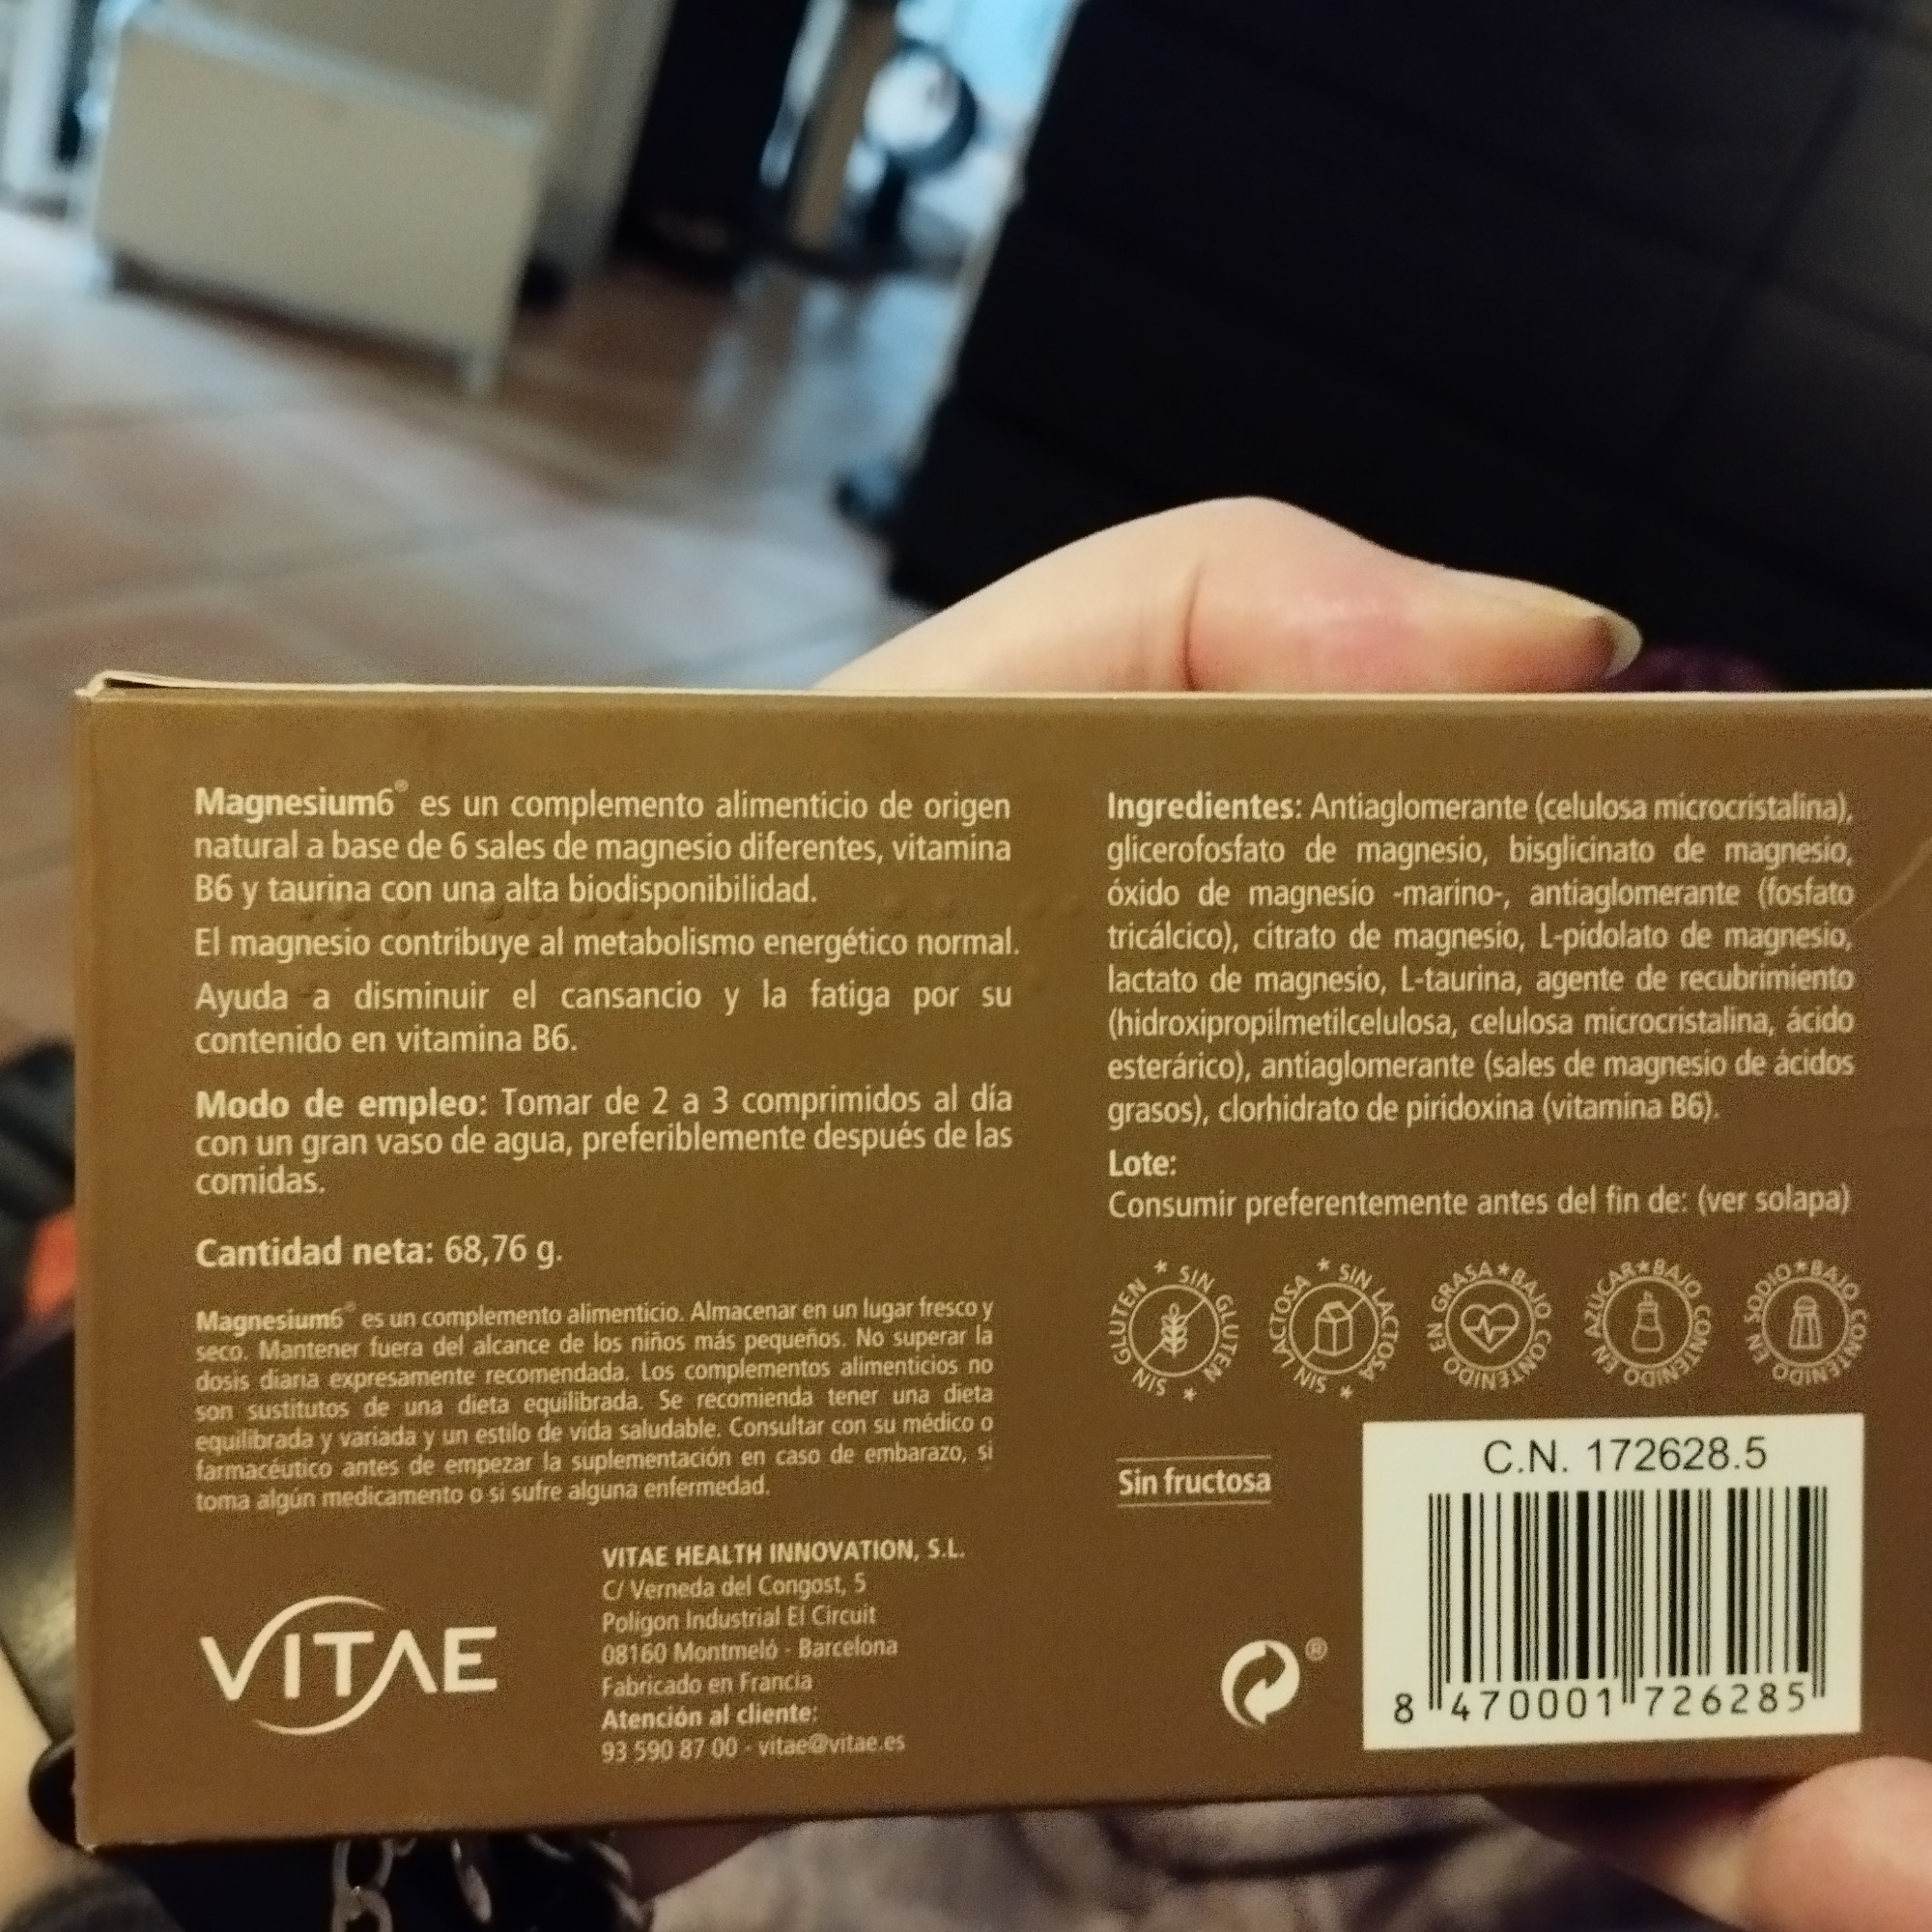 Magnesium6® es un complemento alimenticio de origen
natural a base de 6 sales de magnesio diferentes, vitamina
B6 y taurina con una alta biodisponibilidad.
El magnesio contribuye al metabolismo energético normal.
Ayuda a disminuir el cansancio y la fatiga por su
contenido en vitamina B6.
Modo de empleo: Tomar de 2 a 3 comprimidos al día
con un gran vaso de agua, preferiblemente después de las
comidas.
Cantidad neta: 68,76 g.
Magnesium6® es un complemento alimenticio. Almacenar en un lugar fresco y
seco. Mantener fuera del alcance de los niños más pequeños. No superar la
dosis diaria expresamente recomendada. Los complementos alimenticios no
son sustitutos de una dieta equilibrada. Se recomienda tener una dieta
equilibrada y variada y un estilo de vida saludable. Consultar con su médico o
farmacéutico antes de empezar la suplementación en caso de embarazo, si
toma algún medicamento o si sufre alguna enfermedad.
VITAE
VITAE HEALTH INNOVATION, S.L.
C/ Verneda del Congost, 5
Poligon Industrial El Circuit
08160 Montmeló - Barcelona
Fabricado en Francia
Atención al cliente:
93 590 87 00 - vitae@vitae.es
Ingredientes: Antiaglomerante (celulosa microcristalina),
glicerofosfato de magnesio, bisglicinato de magnesio,
óxido de magnesio -marino-, antiaglomerante (fosfato
tricálcico), citrato de magnesio, L-pidolato de magnesio,
lactato de magnesio, L-taurina, agente de recubrimiento
(hidroxipropilmetilcelulosa, celulosa microcristalina, ácido
esterárico), antiaglomerante (sales de magnesio de ácidos
grasos), clorhidrato de piridoxina (vitamina B6).
Lote:
Consumir preferentemente antes del fin de: (ver solapa)
SIN GLUTEN * SIN GLUTEN *
SIN LACTOSA * SIN LACTOSA *
BAJO CONTENIDO EN GRASA *
BAJO CONTENIDO EN AZÚCAR *
BAJO CONTENIDO EN SODIO *
Sin fructosa
®
C.N. 172628.5
8 470001 726285